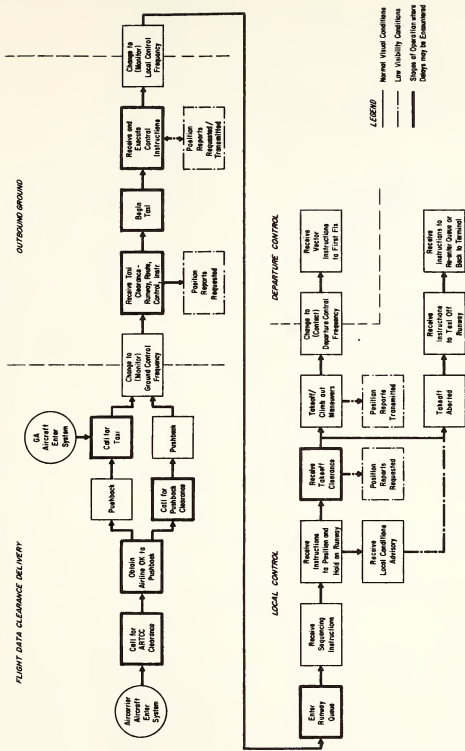 FLIGHT DATA CLEARANCE DELIVERY
OUTBOUND GROUND
Aircarrier
Aircraft
Enter
System
Call for
ARTCC
Clearance
Obtain
Airline OK to
Pushback
Pushback
Call for
Pushback
Clearance
GA
Aircraft
Enter
System
Call for
Taxi
Pushback
Change to
(Monitor)
Ground Control
Frequency
Receive Taxi
Clearance -
Runway, Route,
Control, Instr
Position
Reports
Requested
Begin
Taxi
Receive and
Execute
Control
Instructions
Position
Reports
Requested/
Transmitted
Change to
(Monitor)
Local Control
Frequency
LOCAL CONTROL
DEPARTURE CONTROL
Enter
Runway
Queue
Receive
Sequencing
Instructions
Receive
Instructions
to Position and
Hold on Runway
Receive
Local Conditions
Advisory
Receive
Takeoff
Clearance
Position
Reports
Requested
Takeoff/
Climb out
Maneuvers
Position
Reports
Transmitted
Takeoff
Aborted
Change to
(Contact)
Departure Control
Frequency
Receive
Instructions
to Taxi Off
Runway
Receive
Vector
Instructions
to First Fix
Receive
Instructions to
Re-enter Queue or
Back to Terminal
LEGEND
Normal Visual Conditions
Low Visibility Conditions
Stages of Operation where
Delays may be Encountered